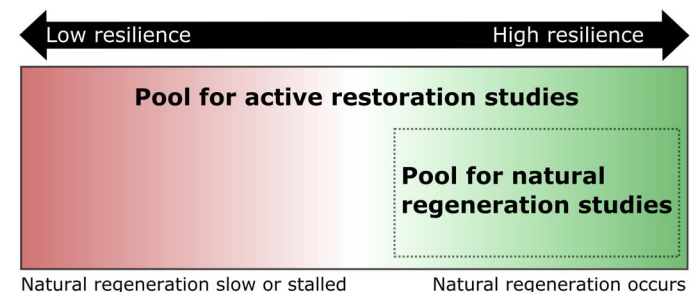 Low resilience High resilience
Pool for active restoration studies
Pool for natural
regeneration studies
Natural regeneration slow or stalled Natural regeneration occurs